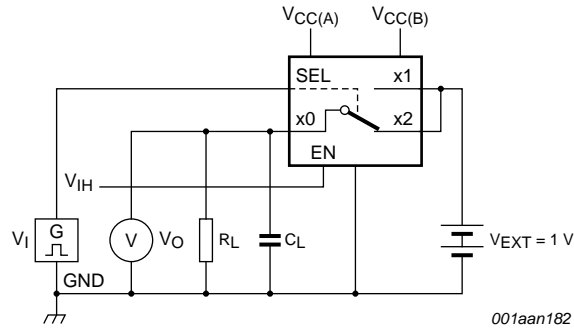 VCC(A) VCC(B)
SEL x1
x0 x2
EN
VIH
VI G V VO RL CL VEXT = 1 V
GND
001aan182